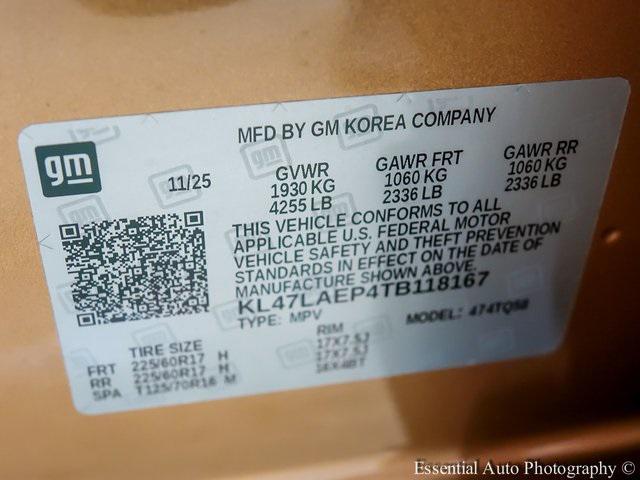 MFD BY GM KOREA COMPANY
gm
11/25
GVWR
1930 KG
4255 LB
GAWR FRT
1060 KG
2336 LB
GAWR RR
1060 KG
2336 LB
THIS VEHICLE CONFORMS TO ALL
APPLICABLE U.S. FEDERAL MOTOR
VEHICLE SAFETY AND THEFT PREVENTION
STANDARDS IN EFFECT ON THE DATE OF
MANUFACTURE SHOWN ABOVE.
KL47LAEP4TB118167
TYPE: MPV
MODEL: 474TQ58
TIRE SIZE
RIM
FRT 225/60R17 H 17X7.5J
RR 225/60R17 H 17X7.5J
SPA T125/70R16 M 16X4BT
Essential Auto Photography ©